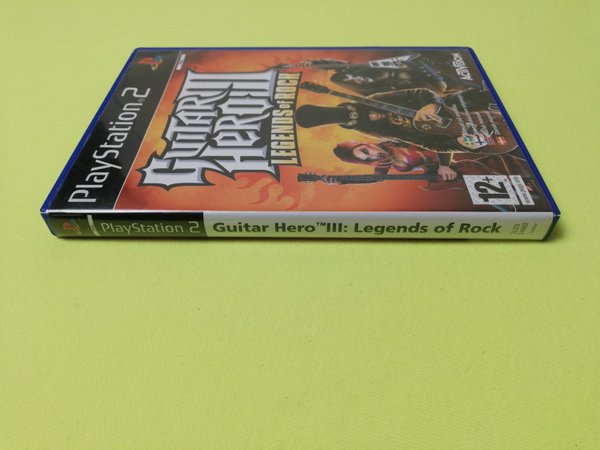 PlayStation®2
GUITAR
HERO III
LEGENDS OF ROCK
ACTIVISION
12+
PlayStation 2
Guitar Hero™III: Legends of Rock